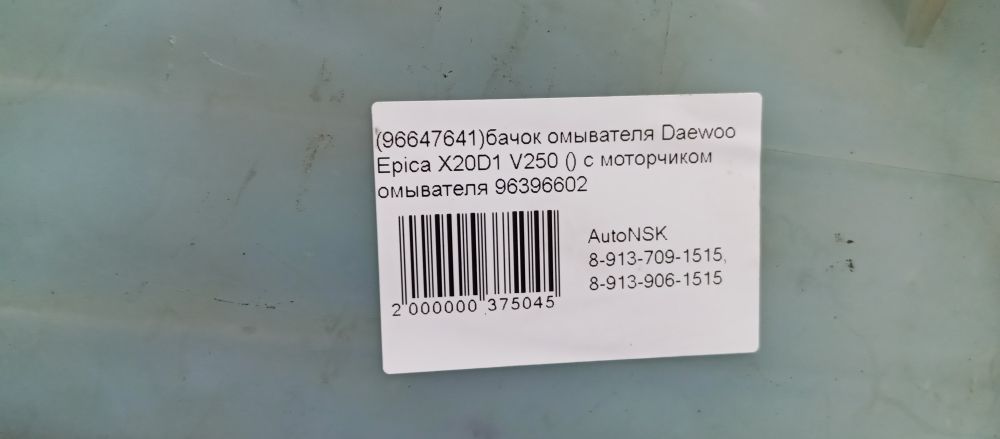 (96647641)бачок омывателя Daewoo
Epica X20D1 V250 () с моторчиком
омывателя 96396602
AutoNSK
8-913-709-1515,
8-913-906-1515
2 000000 375045